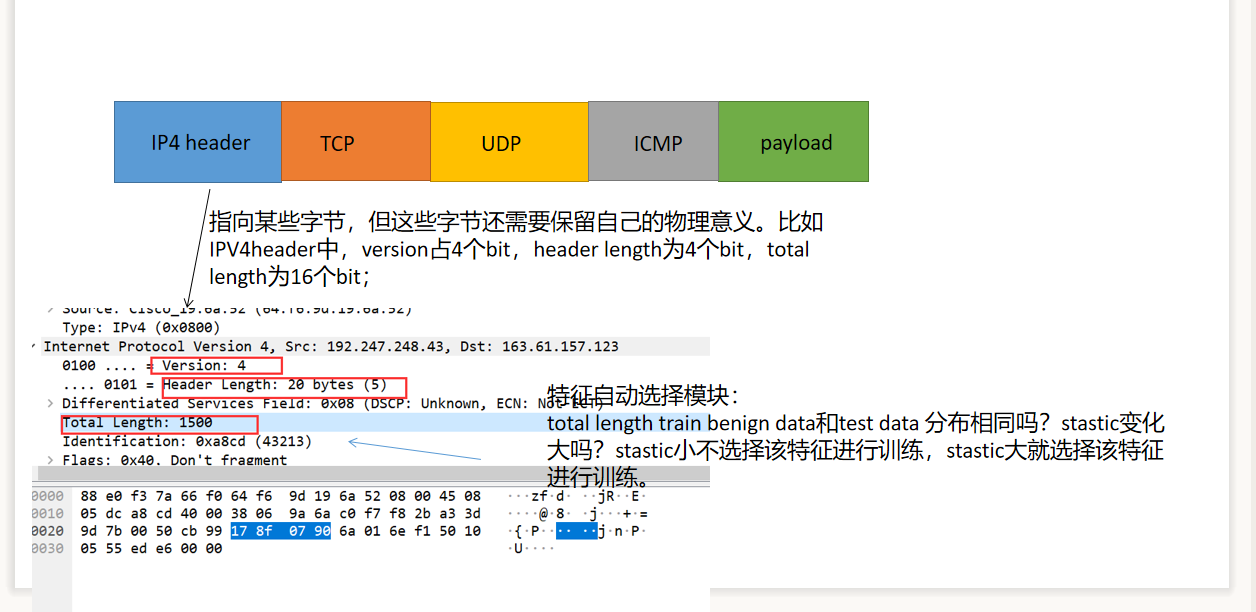 IP4 header TCP UDP ICMP payload
指向某些字节，但这些字节还需要保留自己的物理意义。比如
IPV4header中，version占4个bit，header length为4个bit，total
length为16个bit；
Source: Cisco_19:6a:52 (64:f6:9d:19:6a:52)
Type: IPv4 (0x0800)
Internet Protocol Version 4, Src: 192.247.248.43, Dst: 163.61.157.123
0100 .... = Version: 4
.... 0101 = Header Length: 20 bytes (5)
Differentiated Services Field: 0x08 (DSCP: Unknown, ECN: Not-ECT)
Total Length: 1500
Identification: 0xa8cd (43213)
Flags: 0x40, Don't fragment
特征自动选择模块：
total length train benign data和test data 分布相同吗？stastic变化
大吗？stastic小不选择该特征进行训练，stastic大就选择该特征
进行训练。
0000 88 e0 f3 7a 66 f0 64 f6 9d 19 6a 52 08 00 45 08 ···zf·d· ··jR··E·
0010 05 dc a8 cd 40 00 38 06 9a 6a c0 f7 f8 2b a3 3d ····@·8· ·j···+·=
0020 9d 7b 00 50 cb 99 17 8f 07 90 6a 01 6e f1 50 10 ·{·P···· ··j·n·P·
0030 05 55 ed e6 00 00 ·U····